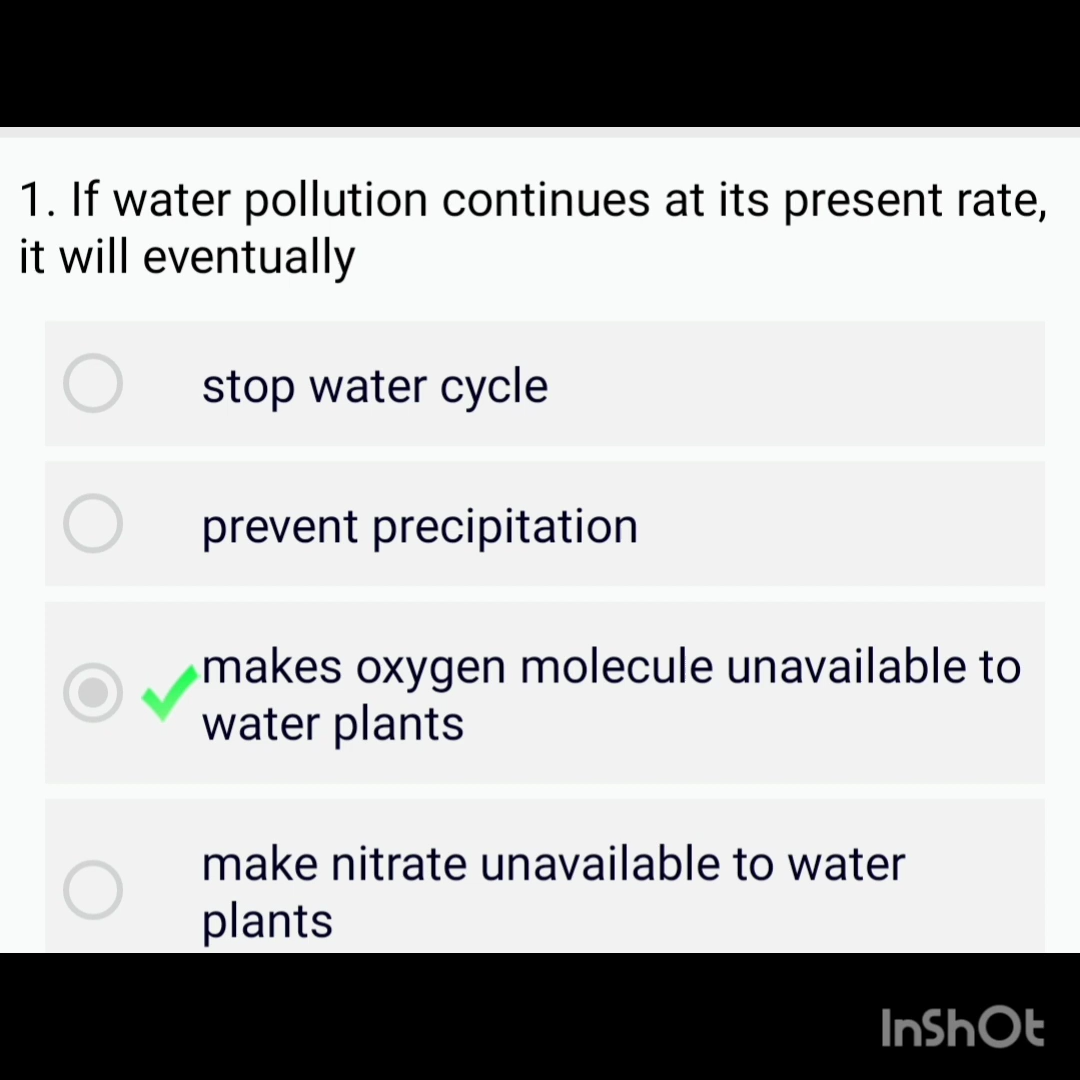 1. If water pollution continues at its present rate,
it will eventually
stop water cycle
prevent precipitation
makes oxygen molecule unavailable to
water plants
make nitrate unavailable to water
plants
InShOt